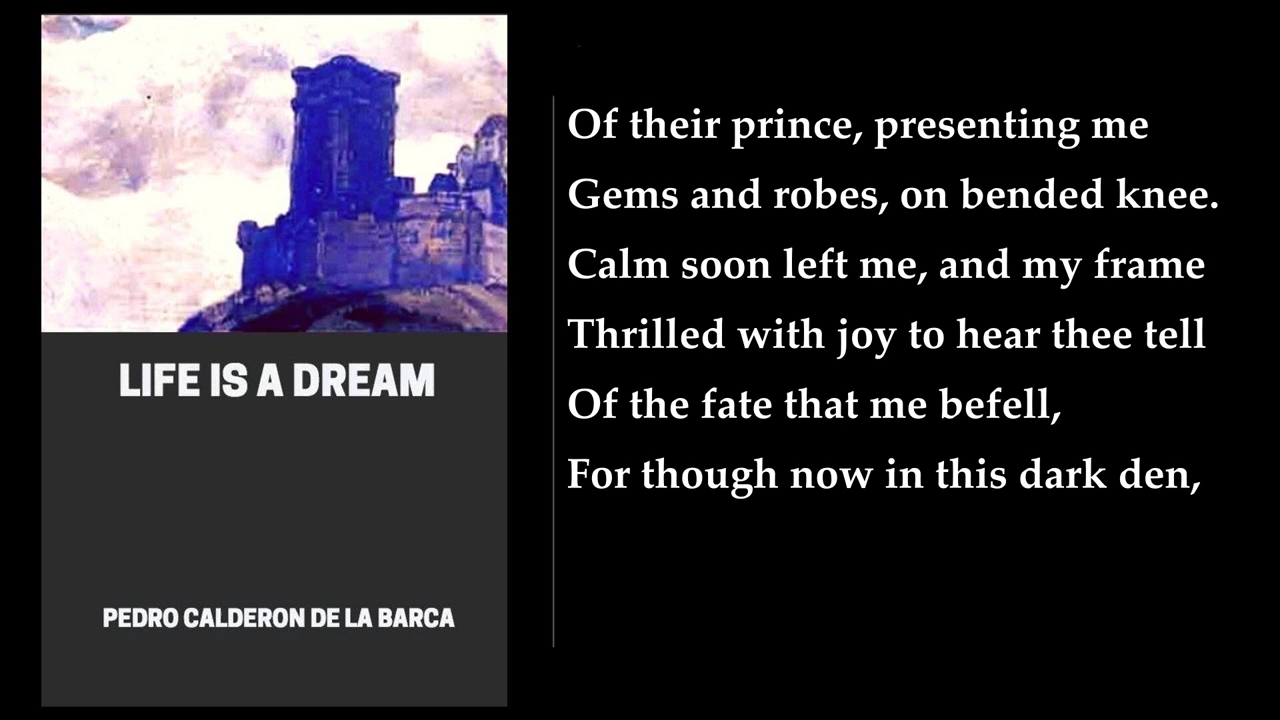 LIFE IS A DREAM
PEDRO CALDERON DE LA BARCA
Of their prince, presenting me
Gems and robes, on bended knee.
Calm soon left me, and my frame
Thrilled with joy to hear thee tell
Of the fate that me befell,
For though now in this dark den,